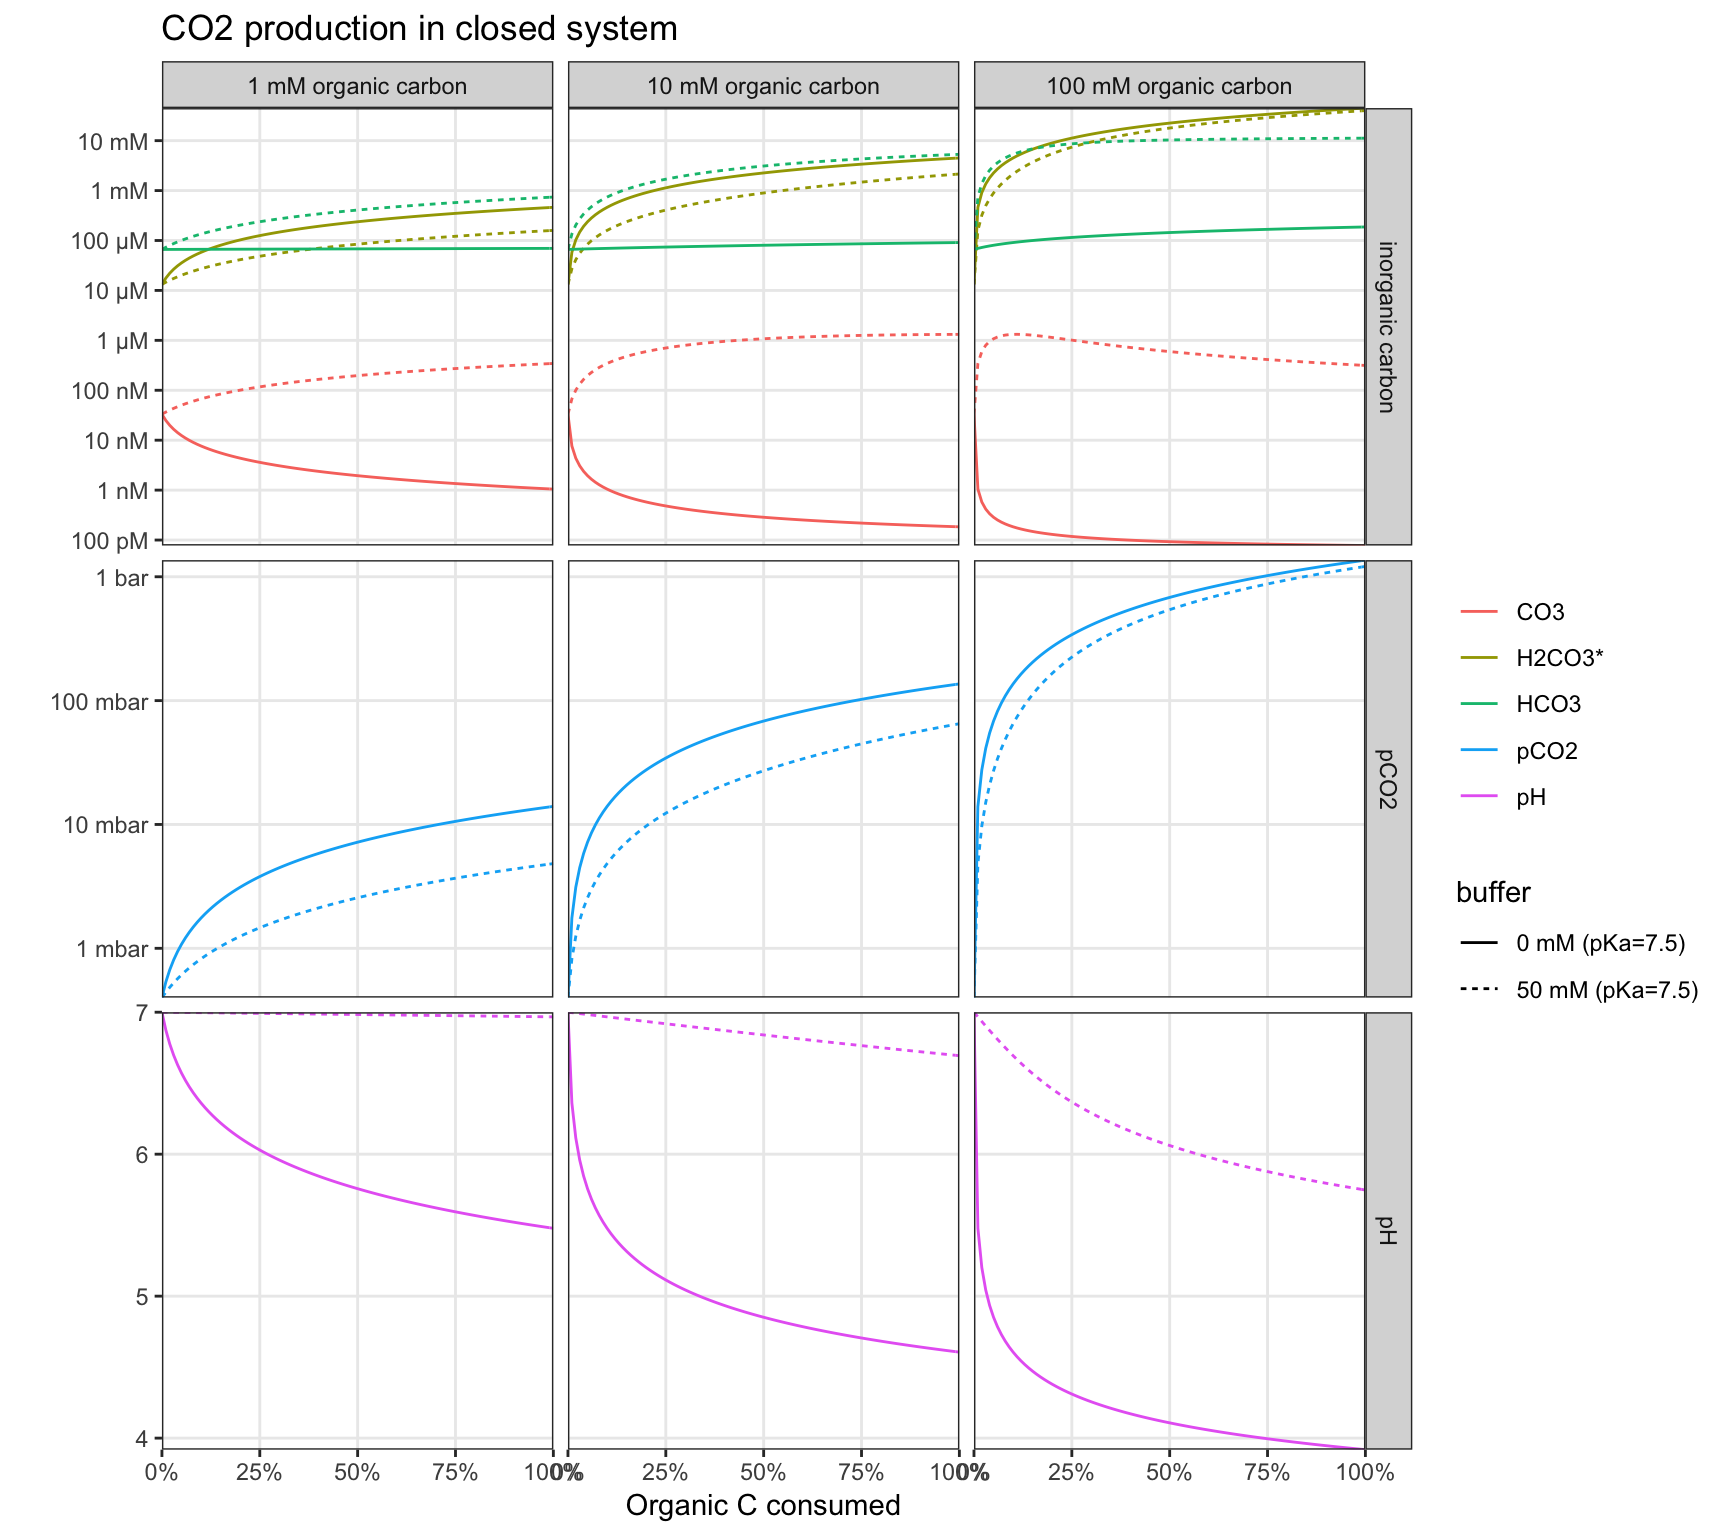 CO2 production in closed system
1 mM organic carbon
10 mM organic carbon
100 mM organic carbon
10 mM
1 mM
100 µM
10 µM
1 µM
100 nM
10 nM
1 nM
100 pM
inorganic carbon
1 bar
100 mbar
10 mbar
1 mbar
pCO2
7
6
5
4
pH
0% 25% 50% 75% 100%
0% 25% 50% 75% 100%
0% 25% 50% 75% 100%
Organic C consumed
CO3
H2CO3*
HCO3
pCO2
pH
buffer
0 mM (pKa=7.5)
50 mM (pKa=7.5)